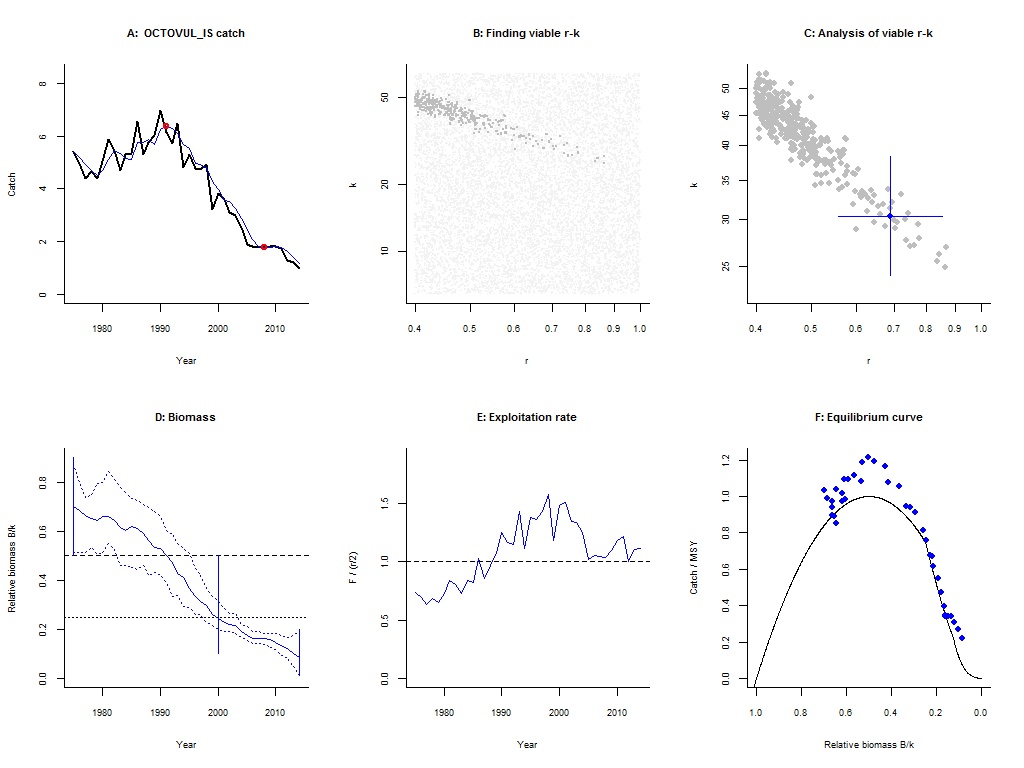 A: OCTOVUL_IS catch
8
6
4
2
0
Catch
1980 1990 2000 2010
Year
B: Finding viable r-k
50
20
10
k
0.4 0.5 0.6 0.7 0.8 0.9 1.0
r
C: Analysis of viable r-k
50
45
40
35
30
25
k
0.4 0.5 0.6 0.7 0.8 0.9 1.0
r
D: Biomass
0.8
0.6
0.4
0.2
0.0
Relative biomass B/k
1980 1990 2000 2010
Year
E: Exploitation rate
1.5
1.0
0.5
0.0
F / (r/2)
1980 1990 2000 2010
Year
F: Equilibrium curve
1.2
1.0
0.8
0.6
0.4
0.2
0.0
Catch / MSY
1.0 0.8 0.6 0.4 0.2 0.0
Relative biomass B/k